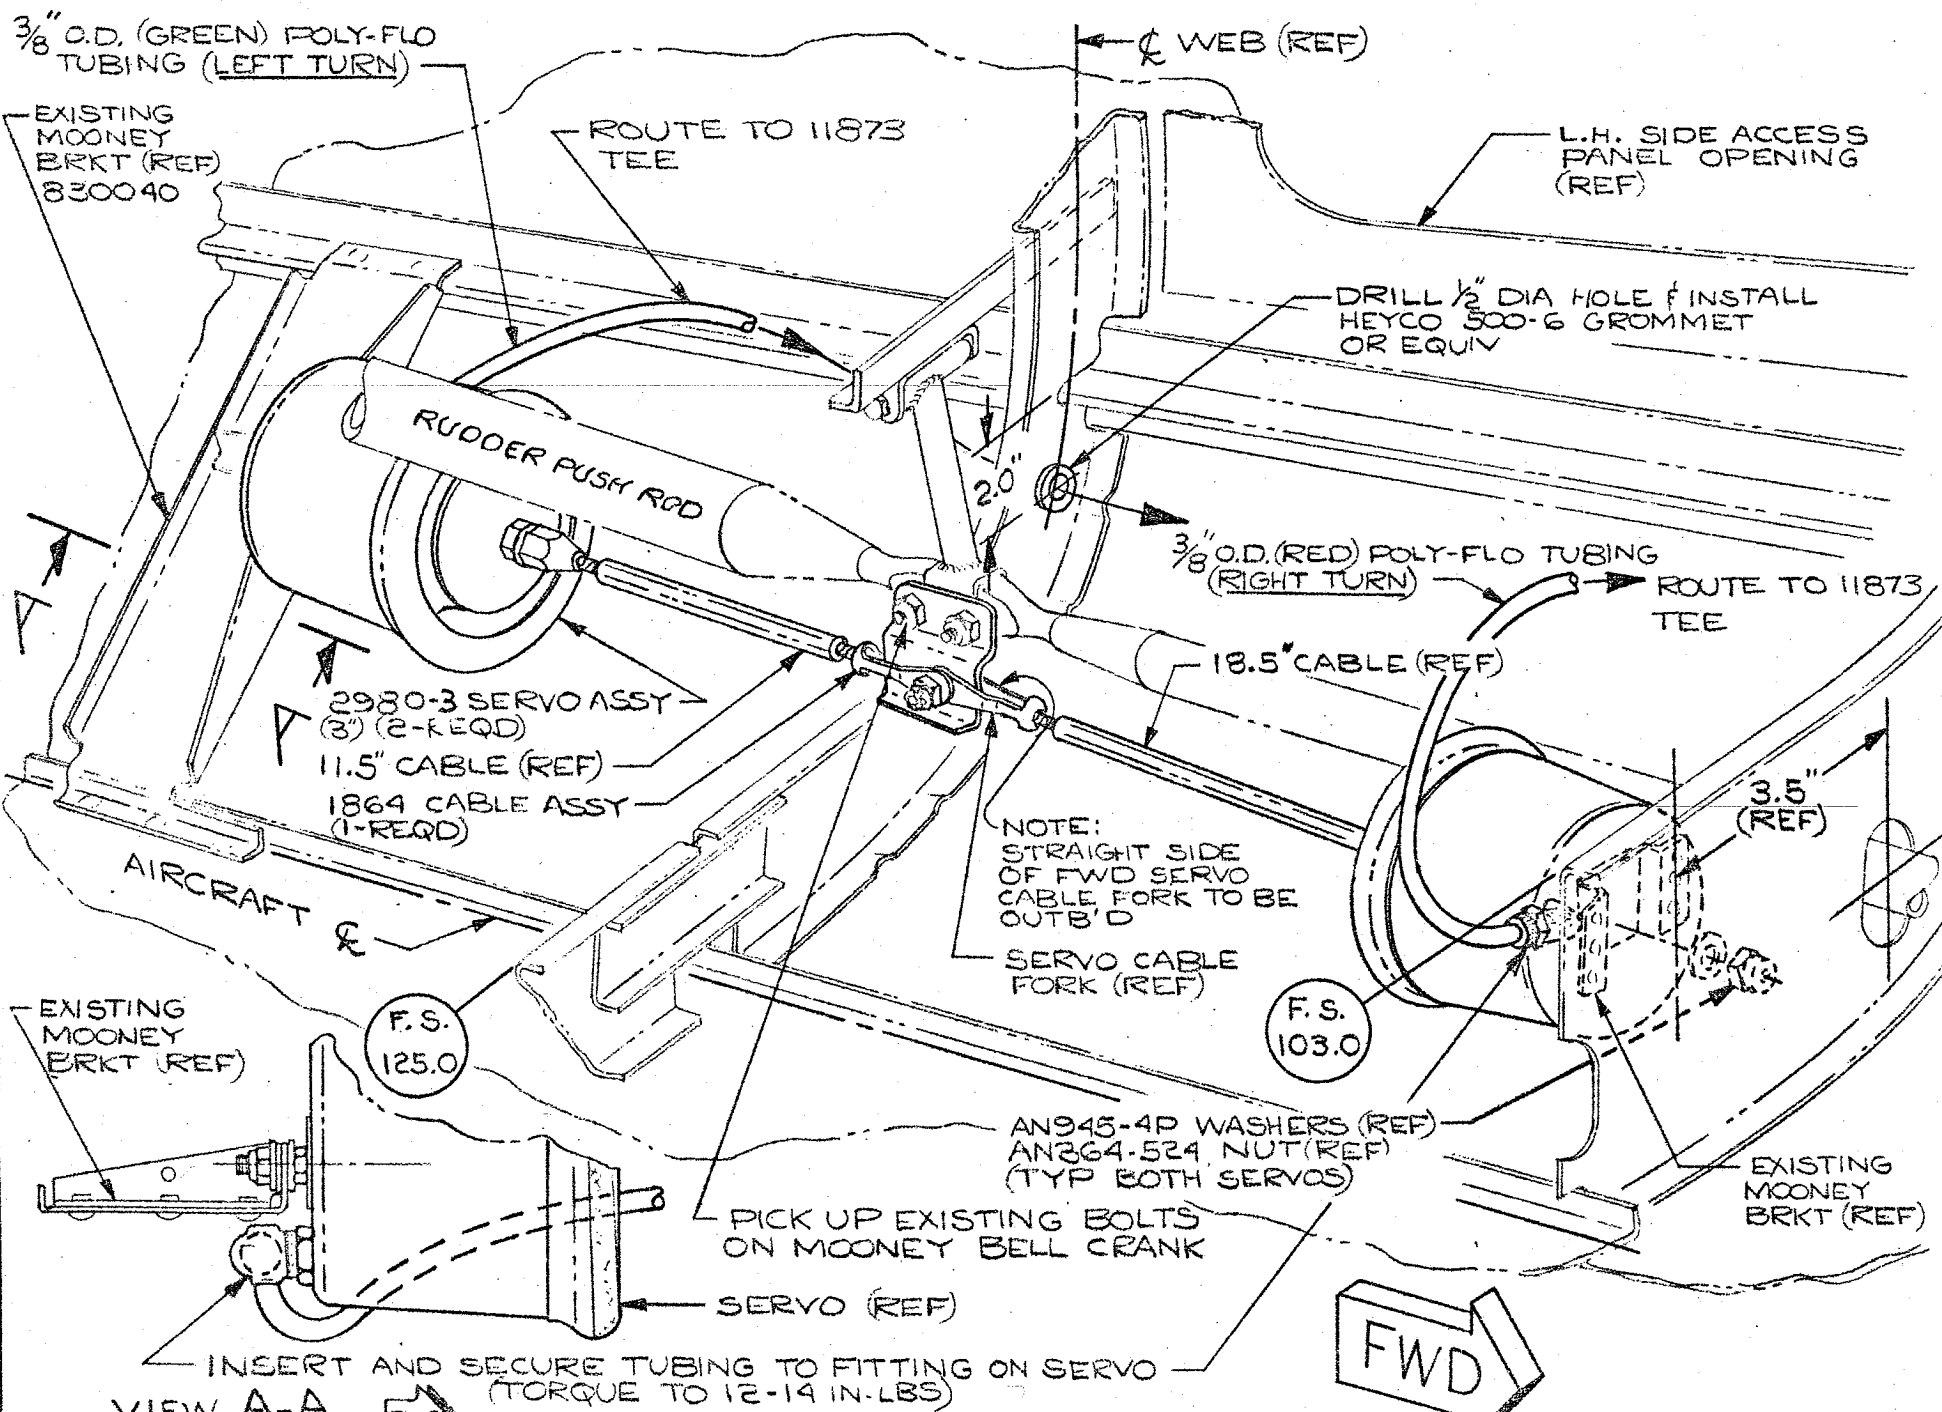 3/8" O.D. (GREEN) POLY-FLO
TUBING (LEFT TURN)
℄ WEB (REF)
EXISTING
MOONEY
BRKT (REF)
830040
ROUTE TO 11873
TEE
L.H. SIDE ACCESS
PANEL OPENING
(REF)
DRILL 1/2" DIA HOLE & INSTALL
HEYCO 500-6 GROMMET
OR EQUIV
RUDDER PUSH ROD
2.0"
3/8" O.D. (RED) POLY-FLO TUBING
(RIGHT TURN)
ROUTE TO 11873
TEE
18.5" CABLE (REF)
A
A
2980-3 SERVO ASSY
(3") (2-REQD)
11.5" CABLE (REF)
1864 CABLE ASSY
(1-REQD)
3.5"
(REF)
NOTE:
STRAIGHT SIDE
OF FWD SERVO
CABLE FORK TO BE
OUTB'D
AIRCRAFT ℄
SERVO CABLE
FORK (REF)
F.S.
125.0
F.S.
103.0
EXISTING
MOONEY
BRKT (REF)
AN945-4P WASHERS (REF)
AN364-524 NUT (REF)
(TYP BOTH SERVOS)
EXISTING
MOONEY
BRKT (REF)
PICK UP EXISTING BOLTS
ON MOONEY BELL CRANK
SERVO (REF)
FWD
INSERT AND SECURE TUBING TO FITTING ON SERVO
(TORQUE TO 12-14 IN-LBS)
VIEW A-A